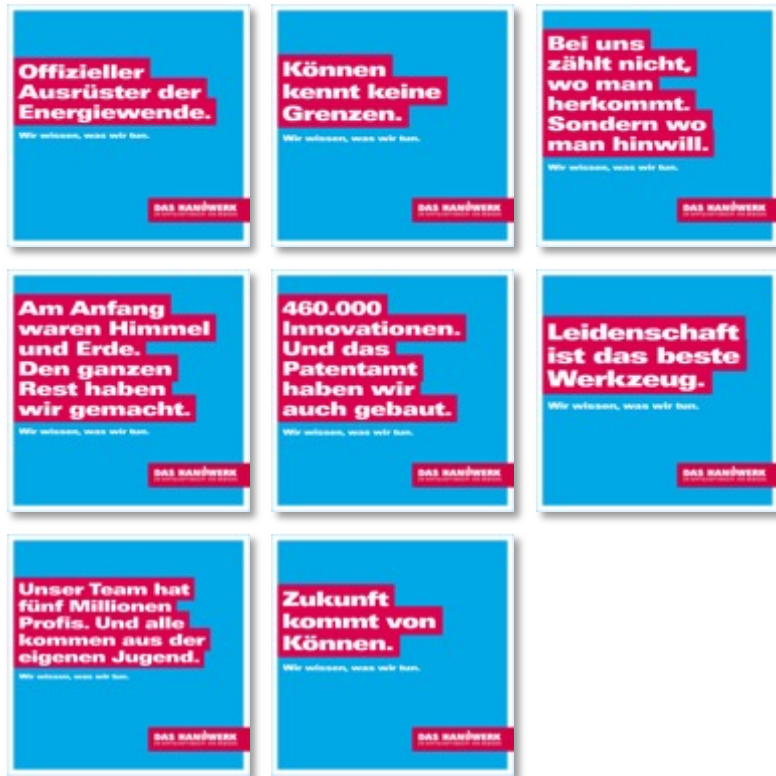 Offizieller
Ausrüster der
Energiewende.
Wir wissen, was wir tun.
DAS HANDWERK
Können
kennt keine
Grenzen.
Wir wissen, was wir tun.
DAS HANDWERK
Bei uns
zählt nicht,
wo man
herkommt.
Sondern wo
man hinwill.
Wir wissen, was wir tun.
DAS HANDWERK
Am Anfang
waren Himmel
und Erde.
Den ganzen
Rest haben
wir gemacht.
Wir wissen, was wir tun.
DAS HANDWERK
460.000
Innovationen.
Und das
Patentamt
haben wir
auch gebaut.
Wir wissen, was wir tun.
DAS HANDWERK
Leidenschaft
ist das beste
Werkzeug.
Wir wissen, was wir tun.
DAS HANDWERK
Unser Team hat
fünf Millionen
Profis. Und alle
kommen aus der
eigenen Jugend.
Wir wissen, was wir tun.
DAS HANDWERK
Zukunft
kommt von
Können.
Wir wissen, was wir tun.
DAS HANDWERK